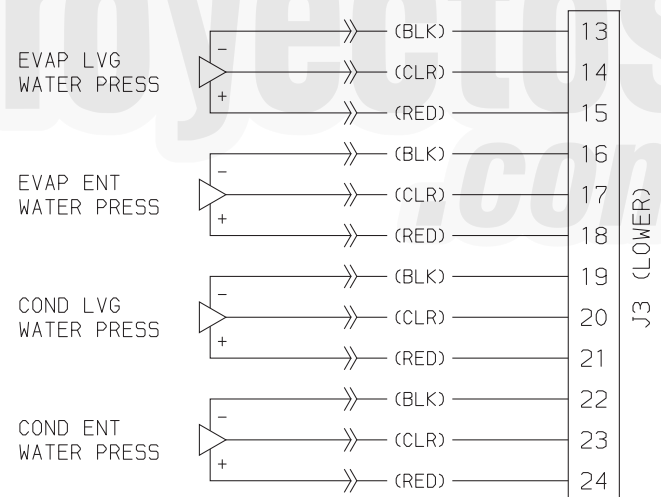 (BLK) 13
EVAP LVG
WATER PRESS
-
(CLR) 14
+
(RED) 15
(BLK) 16
EVAP ENT
WATER PRESS
-
(CLR) 17
+
(RED) 18
(BLK) 19
COND LVG
WATER PRESS
-
(CLR) 20
+
(RED) 21
(BLK) 22
COND ENT
WATER PRESS
-
(CLR) 23
+
(RED) 24
J3 (LOWER)
royectos
.com